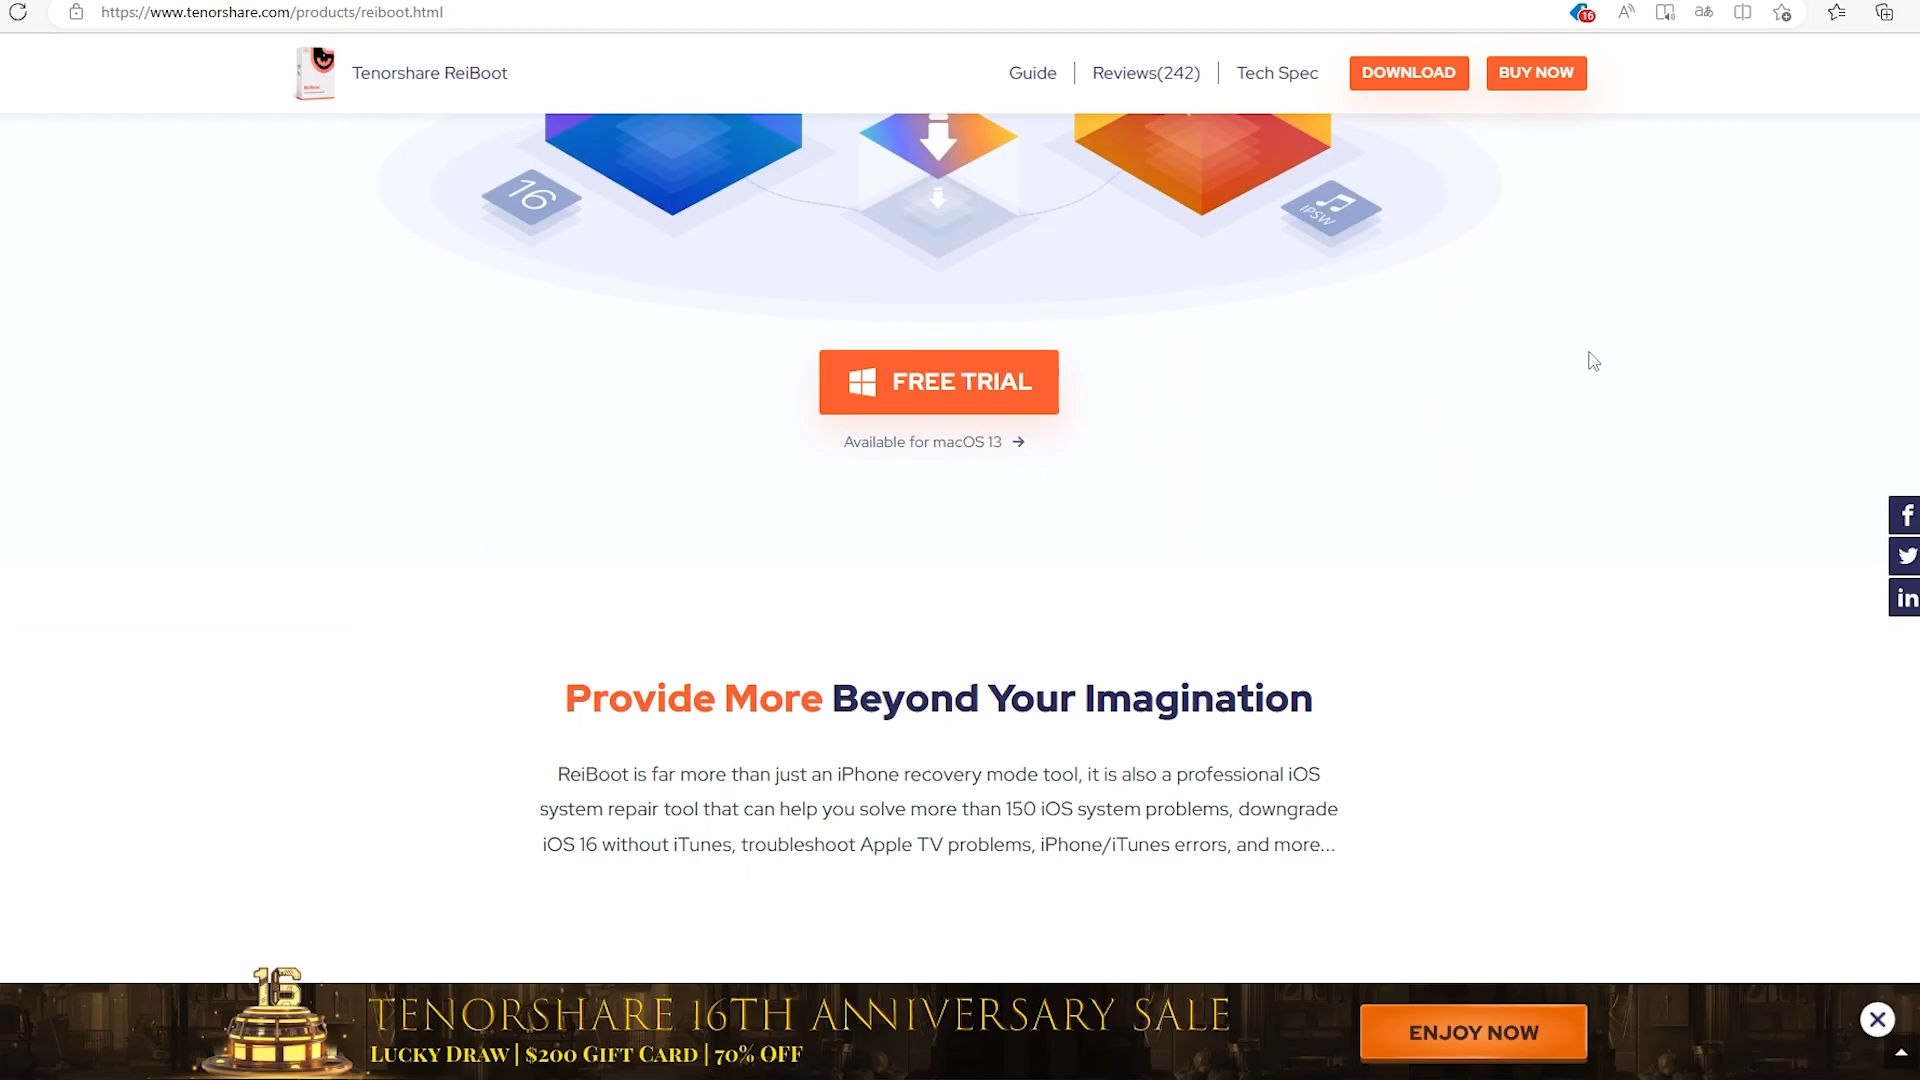 https://www.tenorshare.com/products/reiboot.html
16
Tenorshare ReiBoot
Guide
Reviews(242)
Tech Spec
DOWNLOAD
BUY NOW
16
IPSW
FREE TRIAL
Available for macOS 13 →
Provide More Beyond Your Imagination
ReiBoot is far more than just an iPhone recovery mode tool, it is also a professional iOS
system repair tool that can help you solve more than 150 iOS system problems, downgrade
iOS 16 without iTunes, troubleshoot Apple TV problems, iPhone/iTunes errors, and more...
16
TENORSHARE 16TH ANNIVERSARY SALE
LUCKY DRAW | $200 GIFT CARD | 70% OFF
ENJOY NOW